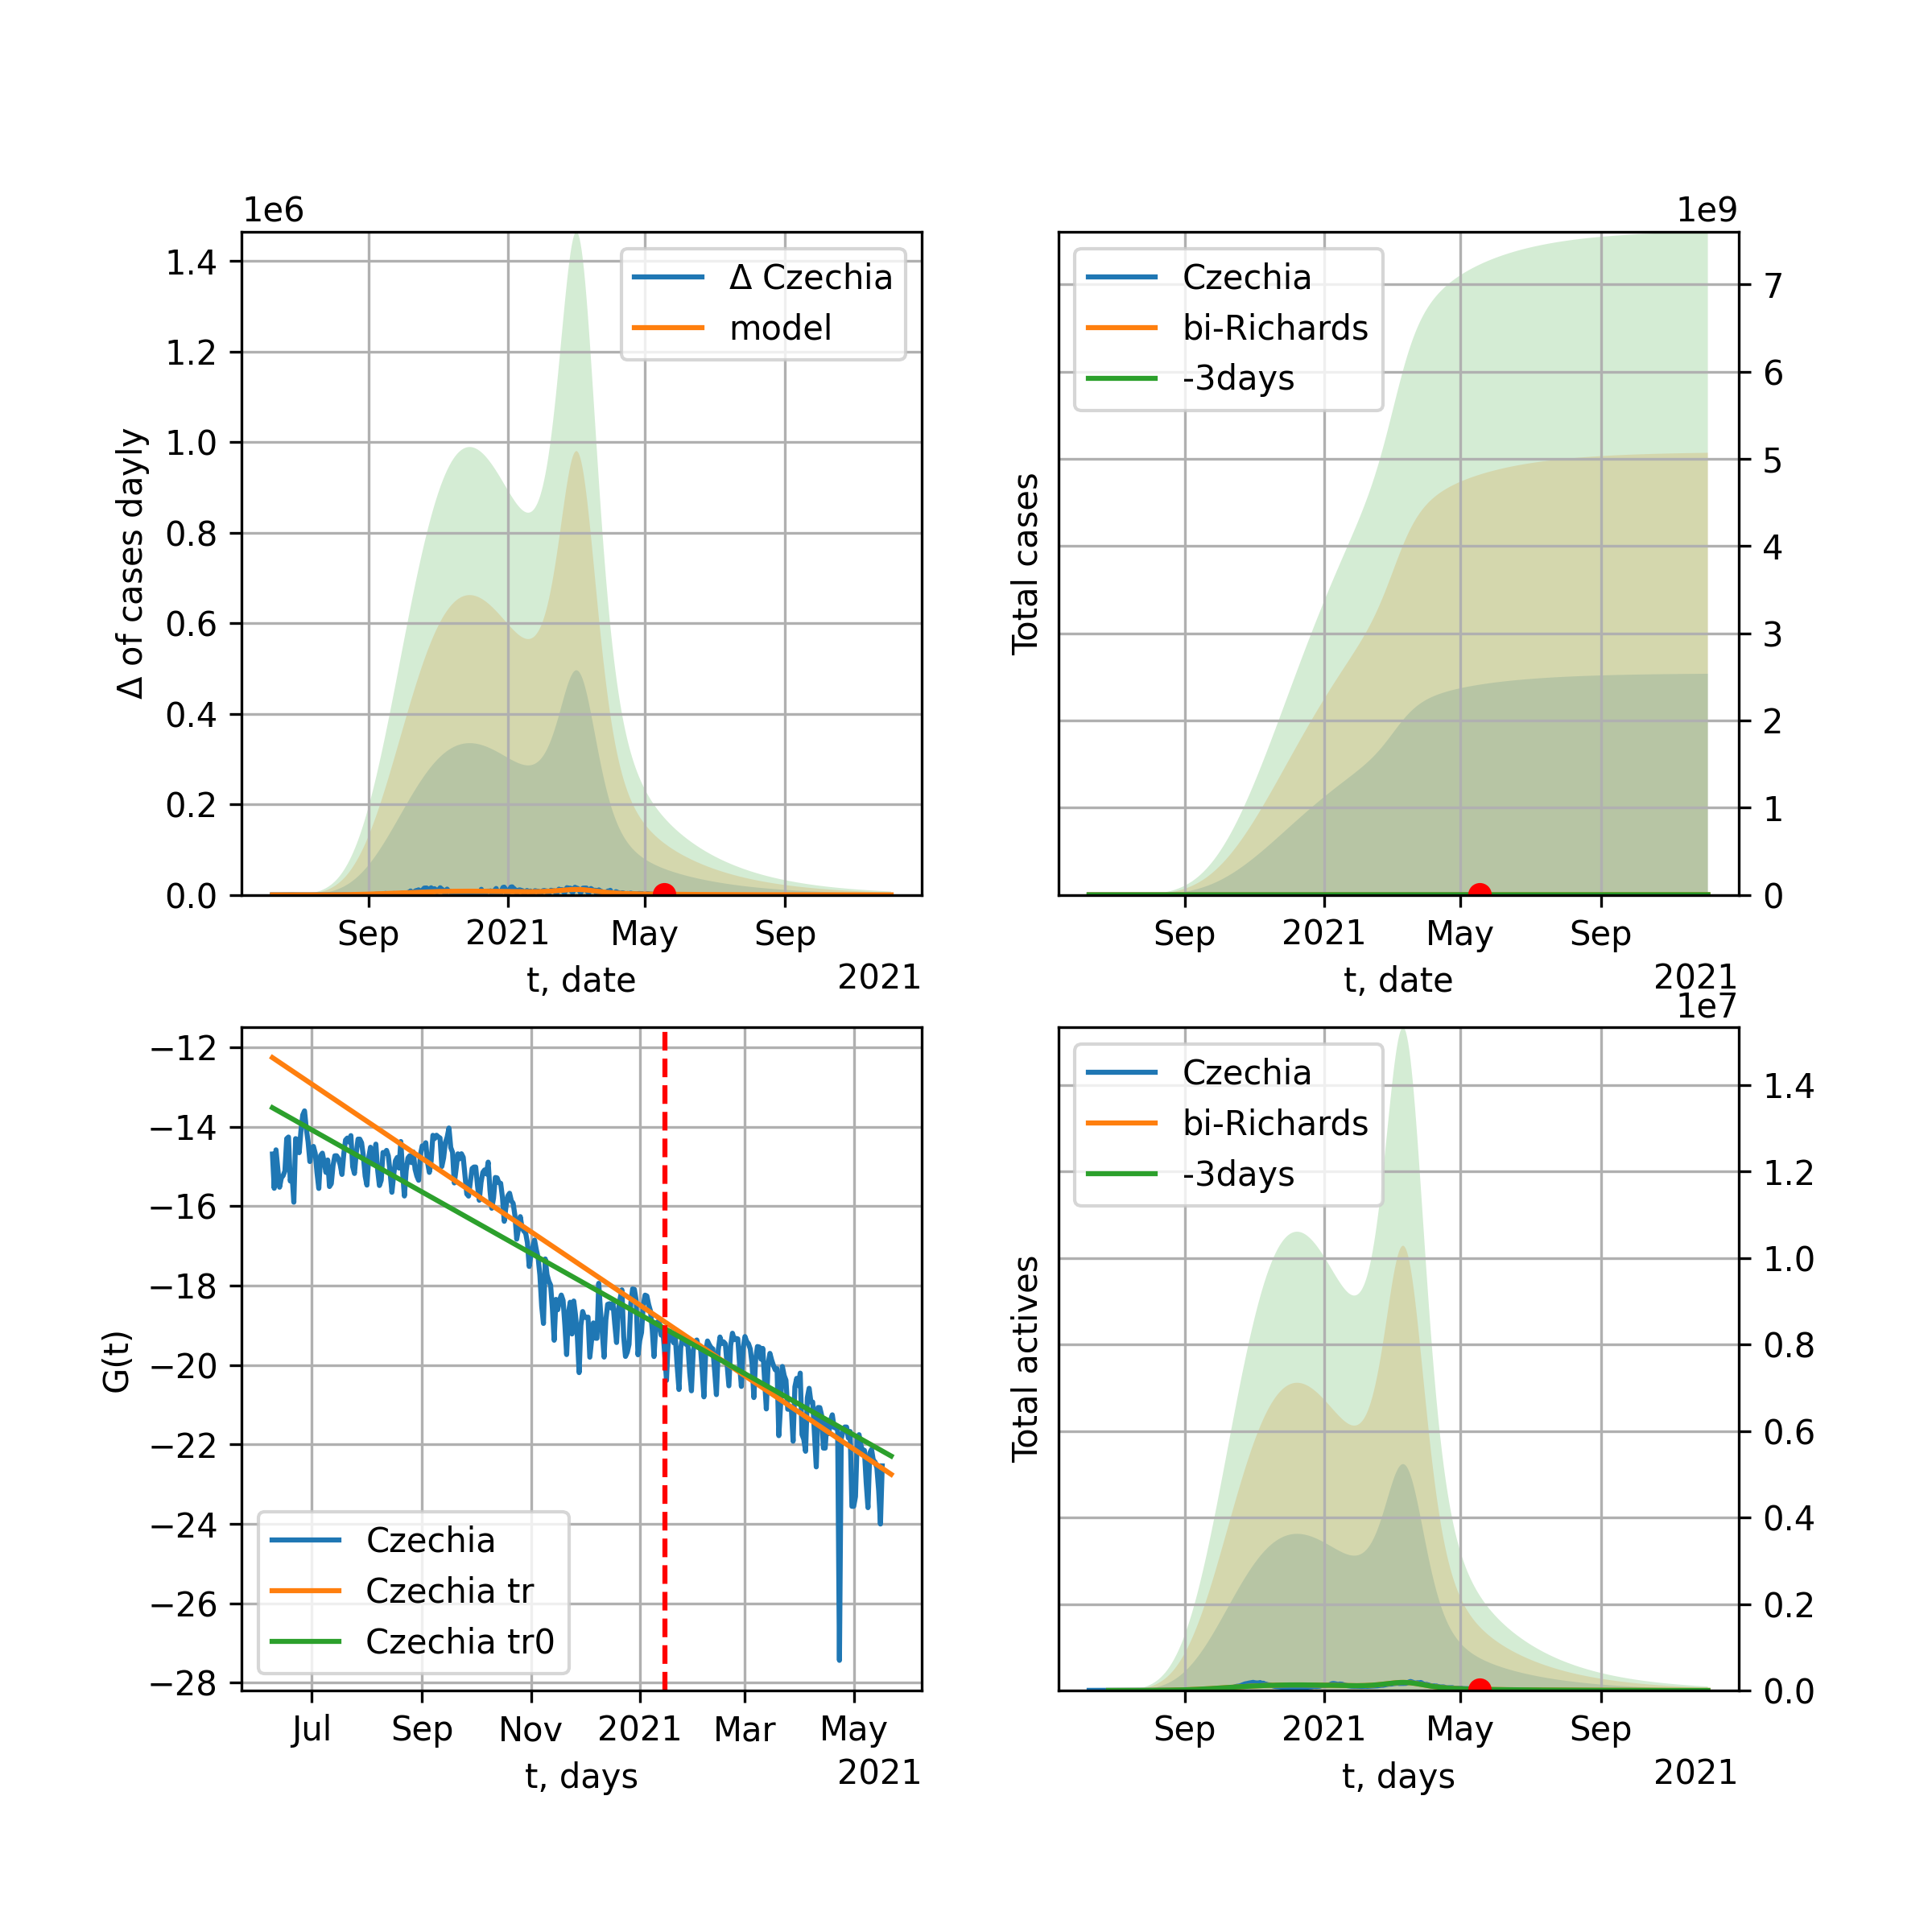 1e6
1.4
1.2
1.0
0.8
0.6
0.4
0.2
0.0
Δ of cases dayly
Δ Czechia
model
Sep 2021 May Sep
t, date
2021
1e9
7
6
5
4
3
2
1
0
Total cases
Czechia
bi-Richards
-3days
Sep 2021 May Sep
t, date
2021
−12
−14
−16
−18
−20
−22
−24
−26
−28
G(t)
Czechia
Czechia tr
Czechia tr0
Jul Sep Nov 2021 Mar May
t, days
2021
1e7
1.4
1.2
1.0
0.8
0.6
0.4
0.2
0.0
Total actives
Czechia
bi-Richards
-3days
Sep 2021 May Sep
t, days
2021